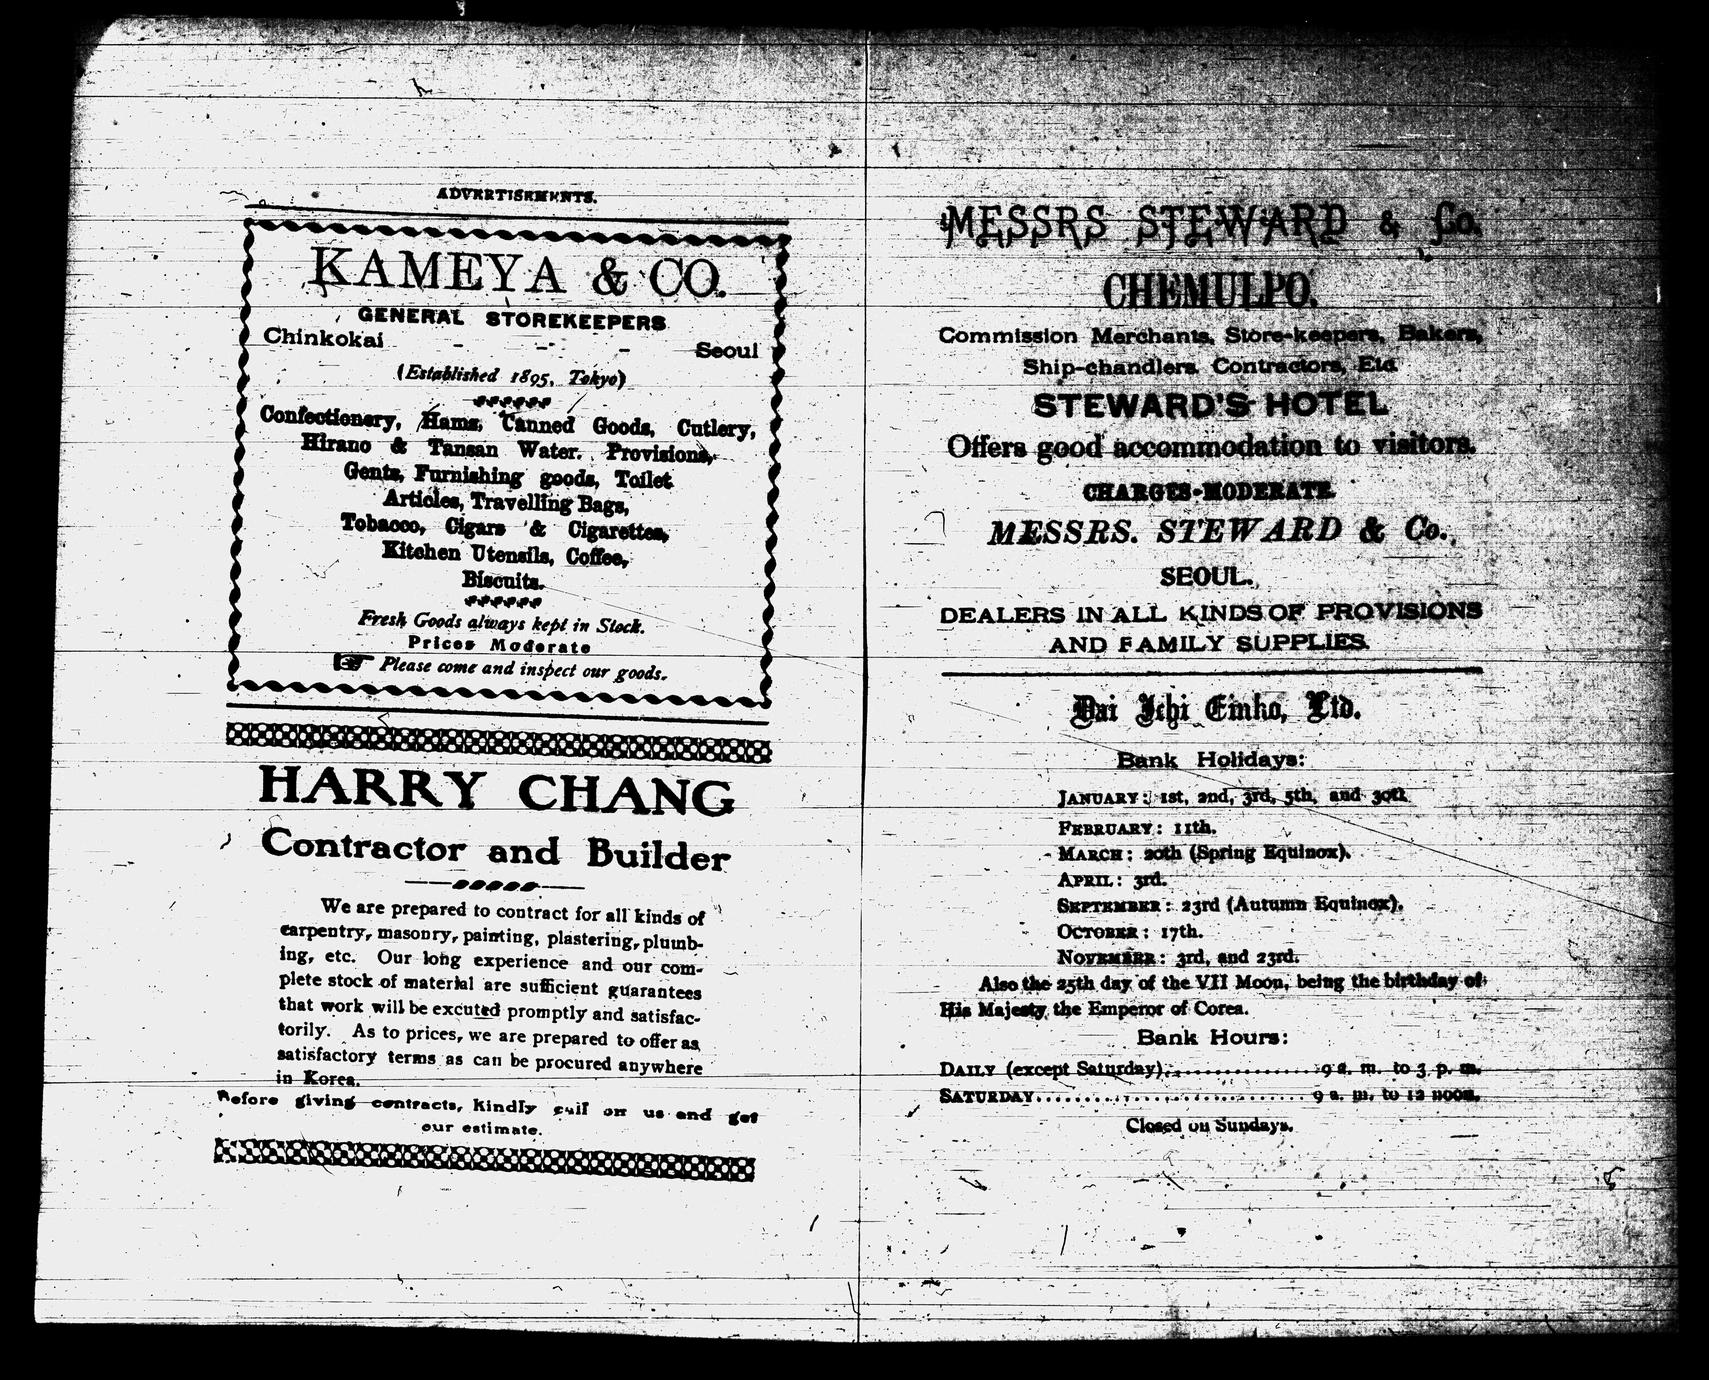 ADVERTISEMENTS.
KAMEYA & CO.
GENERAL STOREKEEPERS
Chinkokai - - - Seoul
(Established 1895, Tokyo)
Confectionery, Hams, Canned Goods, Cutlery,
Hirano & Tansan Water. Provisions,
Gents, Furnishing goods, Toilet
Articles, Travelling Bags,
Tobacco, Cigars & Cigarettes,
Kitchen Utensils, Coffee,
Biscuits.
Fresh Goods always kept in Stock.
Prices Moderate
☞ Please come and inspect our goods.
HARRY CHANG
Contractor and Builder
We are prepared to contract for all kinds of
carpentry, masonry, painting, plastering, plumb-
ing, etc. Our long experience and our com-
plete stock of material are sufficient guarantees
that work will be excuted promptly and satisfac-
torily. As to prices, we are prepared to offer as
satisfactory terms as can be procured anywhere
in Korea.
Before giving contracts, kindly call on us and get
our estimate.
MESSRS STEWARD & Co.
CHEMULPO.
Commission Merchants, Store-keepers, Bakers,
Ship-chandlers, Contractors, Etc
STEWARD'S HOTEL
Offers good accommodation to visitors.
CHARGES-MODERATE.
MESSRS. STEWARD & Co.
SEOUL.
DEALERS IN ALL KINDS OF PROVISIONS
AND FAMILY SUPPLIES.
Dai Ichi Ginko, Ltd.
Bank Holidays:
JANUARY: 1st, 2nd, 3rd, 5th, and 30th
FEBRUARY: 11th.
MARCH: 20th (Spring Equinox).
APRIL: 3rd.
SEPTEMBER: 23rd (Autumn Equinox).
OCTOBER: 17th.
NOVEMBER: 3rd, and 23rd.
Also the 25th day of the VII Moon, being the birthday of
His Majesty the Emperor of Corea.
Bank Hours:
DAILY (except Saturday)................9 a. m. to 3 p. m.
SATURDAY............................9 a. m. to 12 noon.
Closed on Sundays.